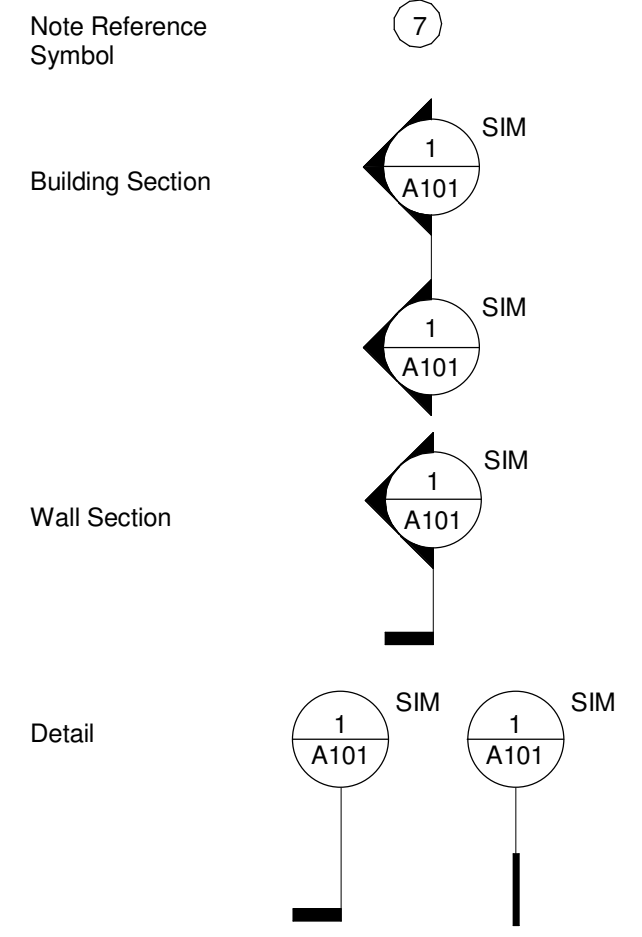 Note Reference
Symbol
7
SIM
1
A101
Building Section
SIM
1
A101
SIM
1
A101
Wall Section
SIM
SIM
1
1
Detail
A101
A101